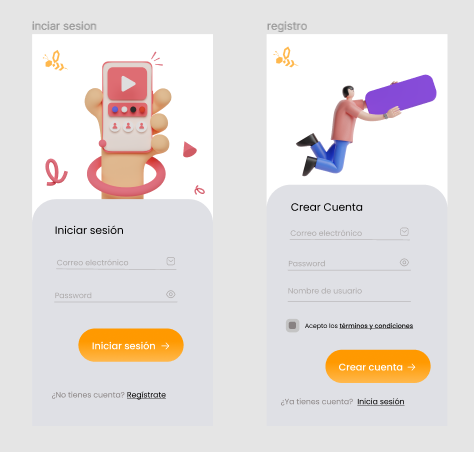 inciar sesion
registro
Iniciar sesión
Correo electrónico
Password
Iniciar sesión →
¿No tienes cuenta? Regístrate
Crear Cuenta
Correo electrónico
Password
Nombre de usuario
Acepto los términos y condiciones
Crear cuenta →
¿Ya tienes cuenta? Inicia sesión